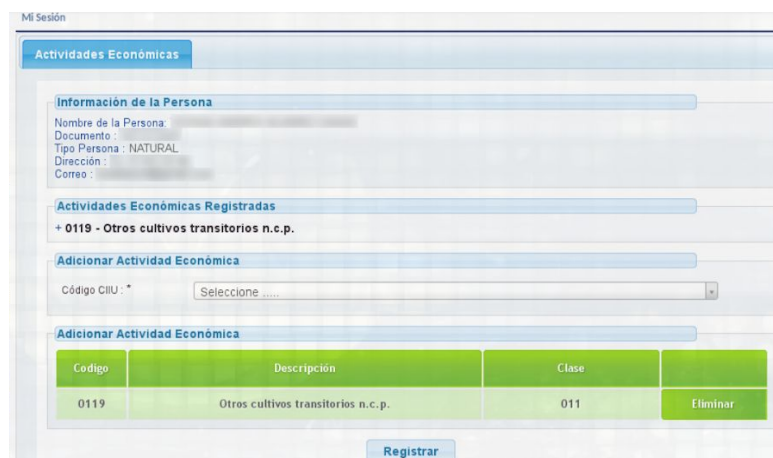 Mi Sesión
Actividades Económicas
Información de la Persona
Nombre de la Persona:
Documento :
Tipo Persona : NATURAL
Dirección :
Correo :
Actividades Económicas Registradas
+ 0119 - Otros cultivos transitorios n.c.p.
Adicionar Actividad Económica
Código CIIU : * Seleccione .....
Adicionar Actividad Económica
Codigo Descripción Clase
0119 Otros cultivos transitorios n.c.p. 011 Eliminar
Registrar